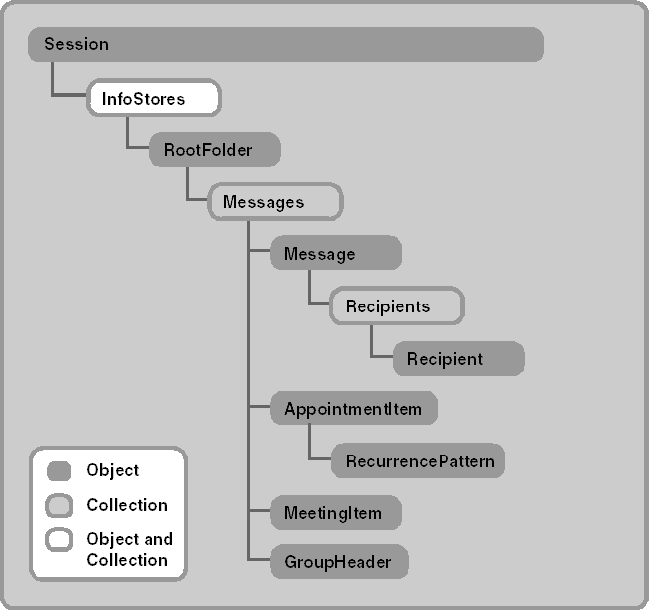 Session
InfoStores
RootFolder
Messages
Message
Recipients
Recipient
AppointmentItem
RecurrencePattern
MeetingItem
GroupHeader
Object
Collection
Object and
Collection